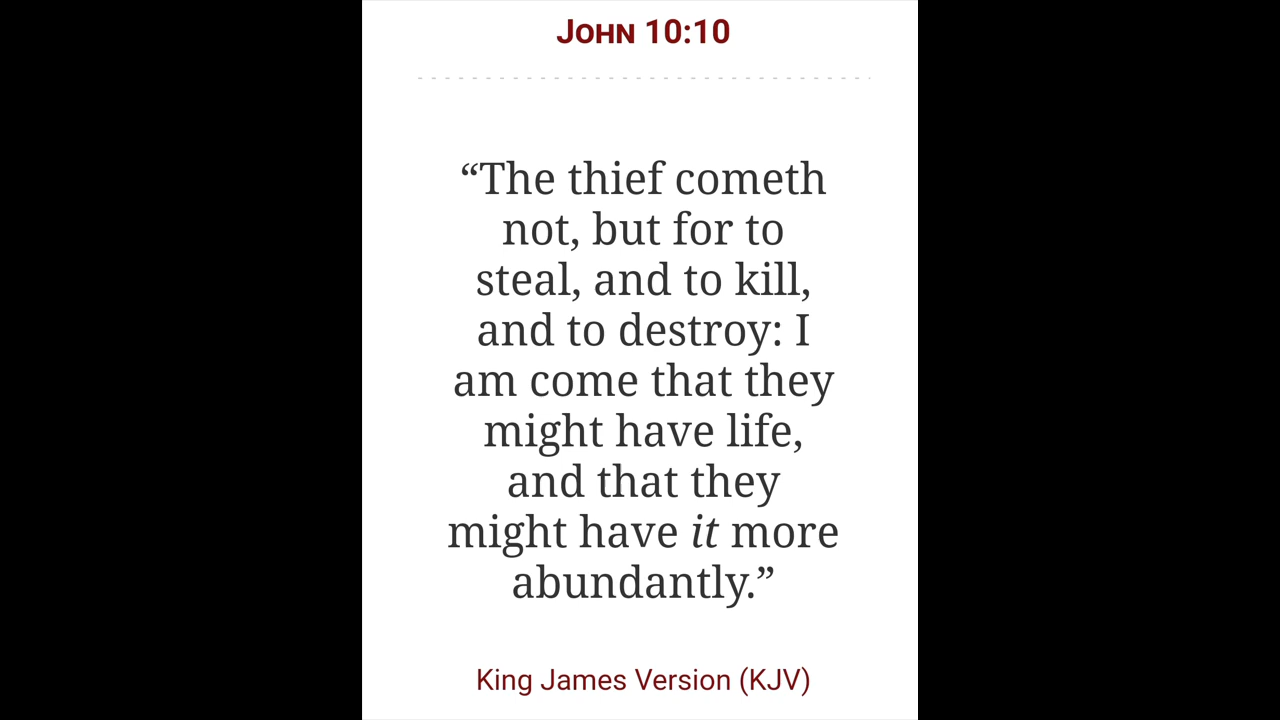 John 10:10
“The thief cometh
not, but for to
steal, and to kill,
and to destroy: I
am come that they
might have life,
and that they
might have it more
abundantly.”
King James Version (KJV)